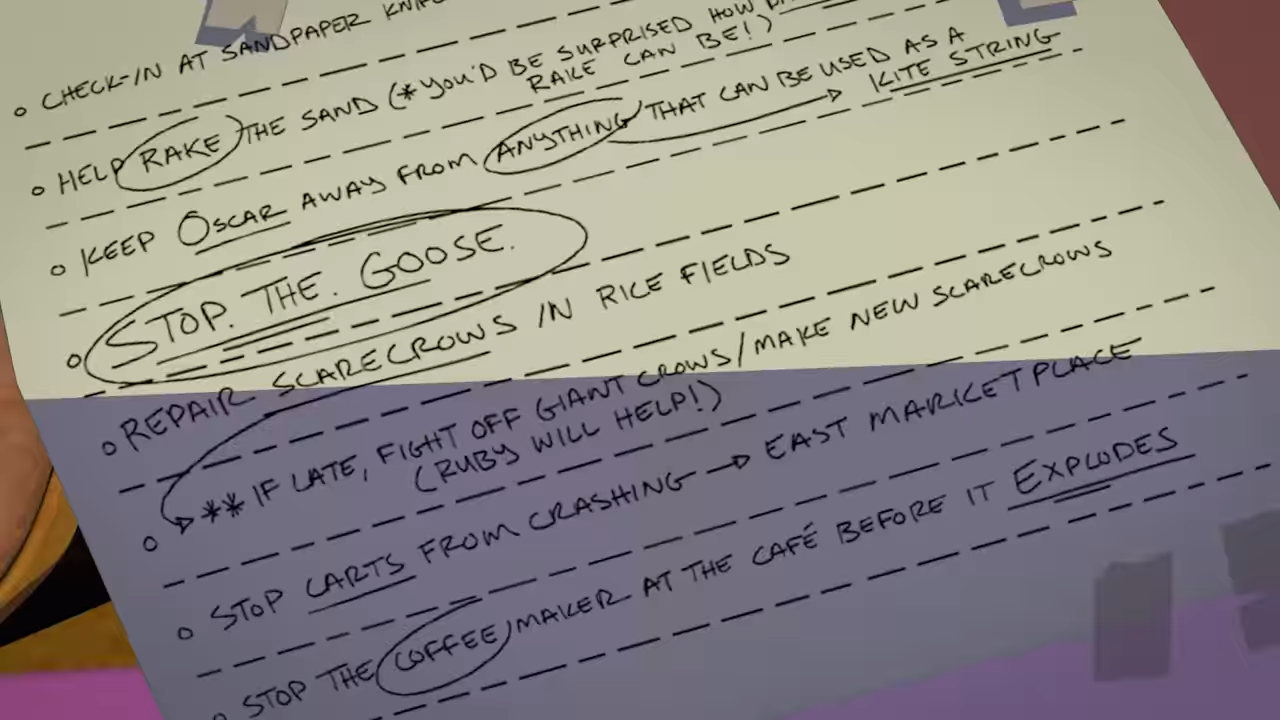 CHECK-IN AT SANDPAPER
HELP RAKE THE SAND (*YOU'D BE SURPRISED HOW
RAKE CAN BE!)
KEEP OSCAR AWAY FROM ANYTHING THAT CAN BE USED AS A
KITE STRING
STOP. THE. GOOSE.
REPAIR SCARECROWS IN RICE FIELDS
**IF LATE, FIGHT OFF GIANT CROWS/MAKE NEW SCARECROWS
(RUBY WILL HELP!)
STOP CARTS FROM CRASHING → EAST MARKETPLACE
STOP THE COFFEE MAKER AT THE CAFÉ BEFORE IT EXPLODES